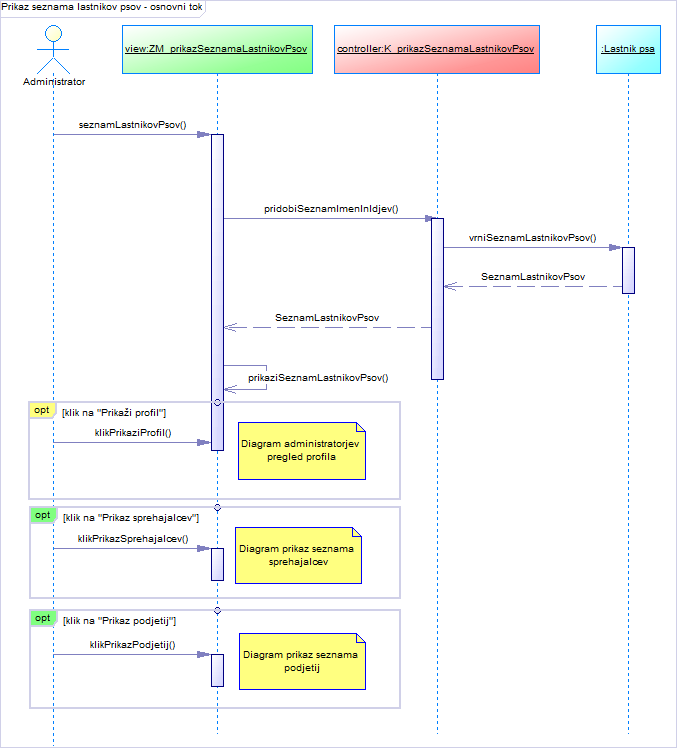 Prikaz seznama lastnikov psov - osnovni tok
view:ZM_prikazSeznamaLastnikovPsov
controller:K_prikazSeznamaLastnikovPsov
:Lastnik psa
Administrator
seznamLastnikovPsov()
pridobiSeznamImenInIdjev()
vrniSeznamLastnikovPsov()
SeznamLastnikovPsov
SeznamLastnikovPsov
prikaziSeznamLastnikovPsov()
opt
[klik na "Prikaži profil"]
klikPrikaziProfil()
Diagram administratorjev
pregled profila
opt
[klik na "Prikaz sprehajalcev"]
klikPrikazSprehajalcev()
Diagram prikaz seznama
sprehajalcev
opt
[klik na "Prikaz podjetij"]
klikPrikazPodjetij()
Diagram prikaz seznama
podjetij